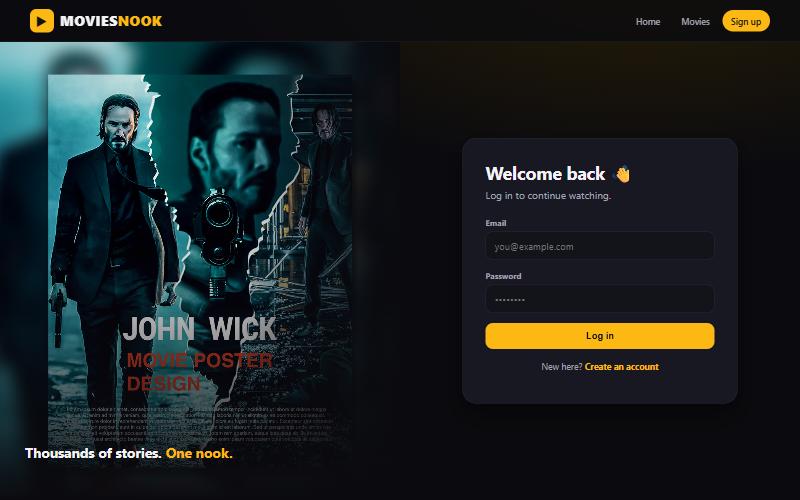 MOVIESNOOK
Home
Movies
Sign up
JOHN WICK
MOVIE POSTER
DESIGN
Thousands of stories. One nook.
Welcome back 👋
Log in to continue watching.
Email
you@example.com
Password
••••••••
Log in
New here? Create an account